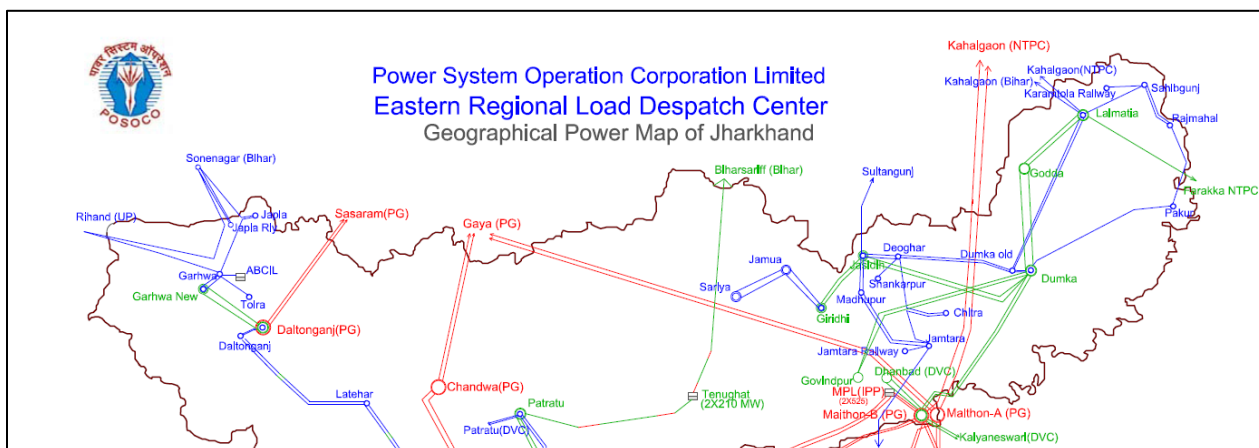 पावर सिस्टम ऑपरेशन
POSOCO
Power System Operation Corporation Limited
Eastern Regional Load Despatch Center
Geographical Power Map of Jharkhand
Kahalgaon (NTPC)
Kahalgaon(NTPC)
Kahalgaon (Bihar)
Karamtola Railway
Sahibgunj
Lalmatia
Rajmahal
Sonenagar (Bihar)
Biharsariff (Bihar)
Sultangunj
Godda
Farakka NTPC
Rihand (UP)
Japla
Japla Rly
Sasaram(PG)
Gaya (PG)
Pakur
Deoghar
Dumka old
Jamua
Jasidih
Dumka
Garhwa
ABCIL
Shankarpur
Garhwa New
Tolra
Sariya
Madhupur
Giridhi
Chitra
Daltonganj(PG)
Daltonganj
Jamtara
Jamtara Railway
Govindpur
Dhanbad (DVC)
Chandwa(PG)
Latehar
Tenughat
(2X210 MW)
MPL(IPP)
(2X525)
Patratu
Maithon-B (PG)
Maithon-A (PG)
Patratu(DVC)
Kalyaneswari(DVC)